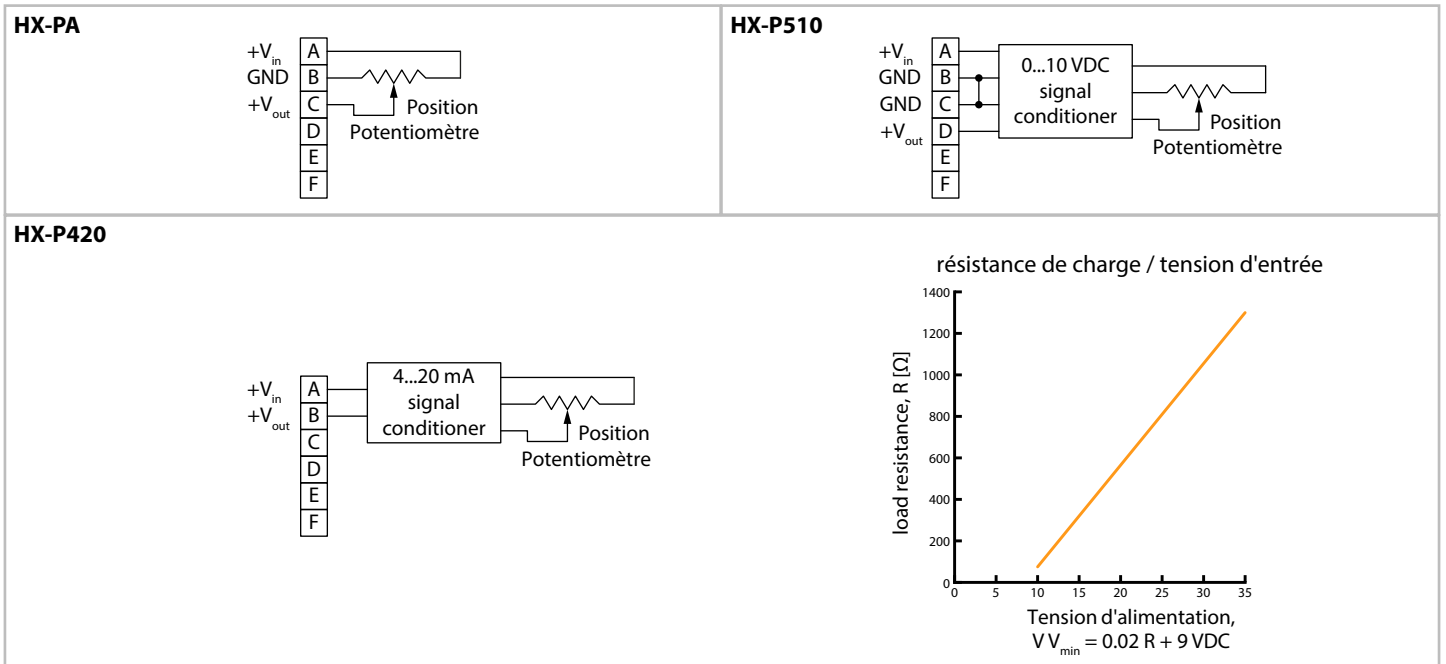 HX-PA
+Vin A
GND B
+Vout C
D
E
F
Position
Potentiomètre
HX-P510
+Vin A
GND B
GND C
+Vout D
E
F
0...10 VDC
signal
conditioner
Position
Potentiomètre
HX-P420
+Vin A
+Vout B
C
D
E
F
4...20 mA
signal
conditioner
Position
Potentiomètre
résistance de charge / tension d'entrée
load resistance, R [Ω]
1400
1200
1000
800
600
400
200
0
0 5 10 15 20 25 30 35
Tension d'alimentation,
V Vmin = 0.02 R + 9 VDC